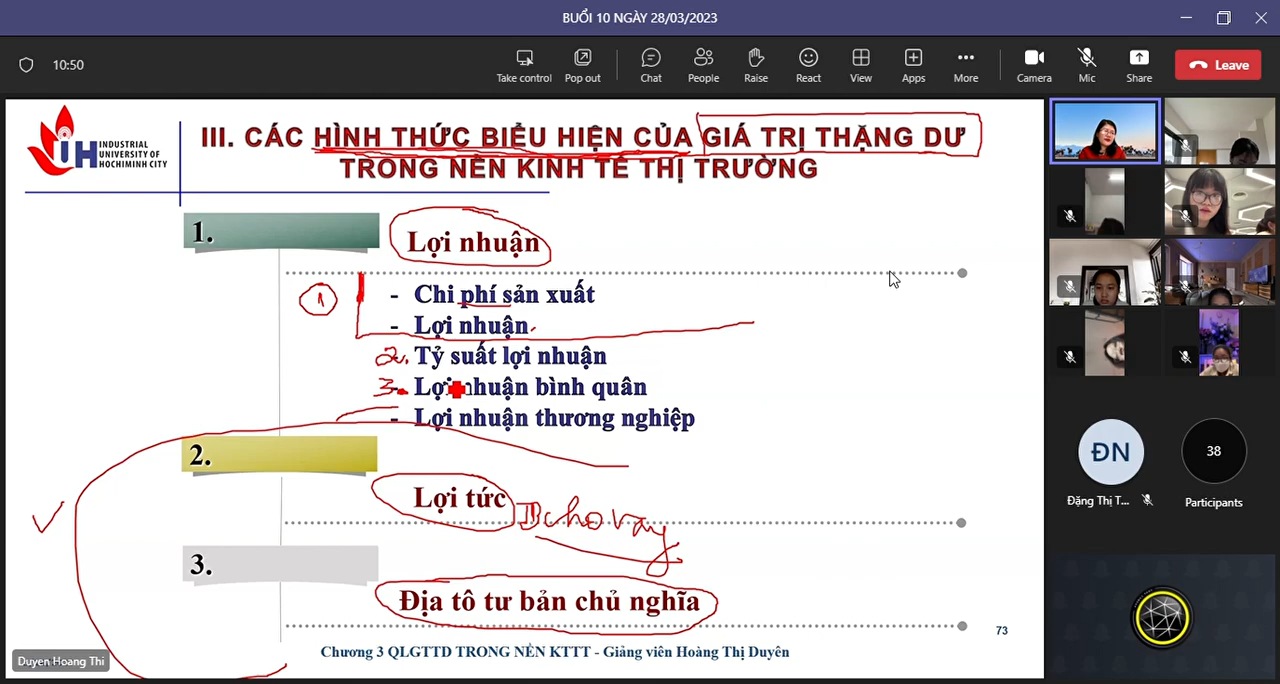 BUỔI 10 NGÀY 28/03/2023
10:50
Take control
Pop out
Chat
People
Raise
React
View
Apps
More
Camera
Mic
Share
Leave
IUH
INDUSTRIAL
UNIVERSITY OF
HOCHIMINH CITY
III. CÁC HÌNH THỨC BIỂU HIỆN CỦA GIÁ TRỊ THẶNG DƯ
TRONG NỀN KINH TẾ THỊ TRƯỜNG
1.
Lợi nhuận
1
- Chi phí sản xuất
- Lợi nhuận
2. Tỷ suất lợi nhuận
3. Lợi nhuận bình quân
- Lợi nhuận thương nghiệp
2.
Lợi tức
cho vay
3.
Địa tô tư bản chủ nghĩa
73
Chương 3 QLGTTD TRONG NỀN KTTT - Giảng viên Hoàng Thị Duyên
Duyen Hoang Thi
ĐN
Đặng Thị T...
38
Participants